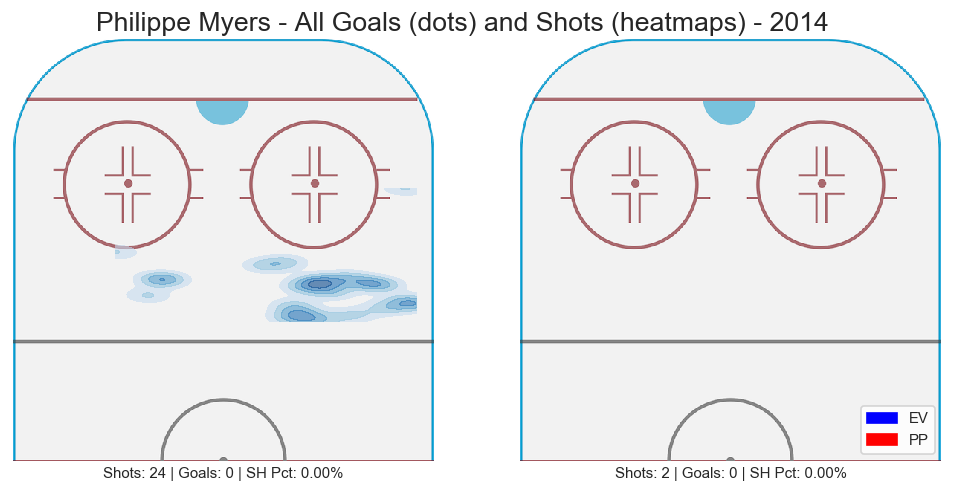 Philippe Myers - All Goals (dots) and Shots (heatmaps) - 2014
EV
PP
Shots: 24 | Goals: 0 | SH Pct: 0.00%
Shots: 2 | Goals: 0 | SH Pct: 0.00%